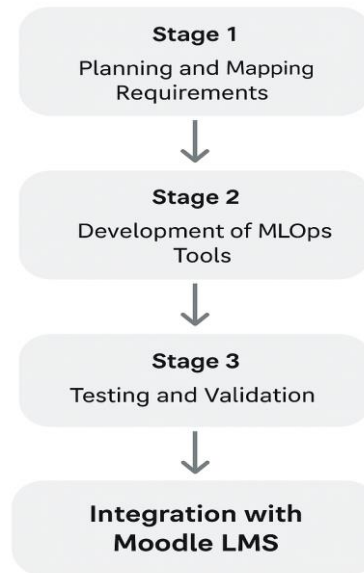 Stage 1
Planning and Mapping
Requirements
Stage 2
Development of MLOps
Tools
Stage 3
Testing and Validation
Integration with
Moodle LMS